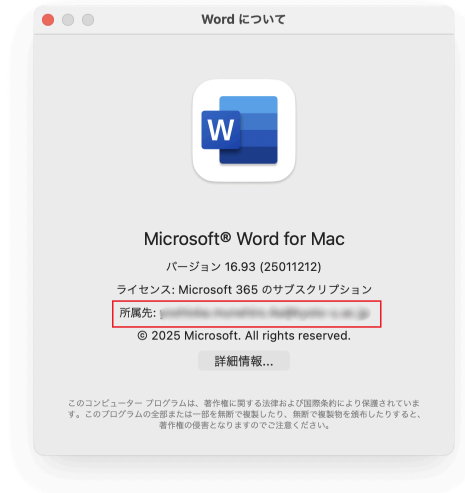 Word について
W
Microsoft® Word for Mac
バージョン 16.93 (25011212)
ライセンス: Microsoft 365 のサブスクリプション
所属先:
© 2025 Microsoft. All rights reserved.
詳細情報...
このコンピューター プログラムは、著作権に関する法律および国際条約により保護されていま
す。このプログラムの全部または一部を無断で複製したり、無断で複製物を頒布したりすると、
著作権の侵害となりますのでご注意ください。